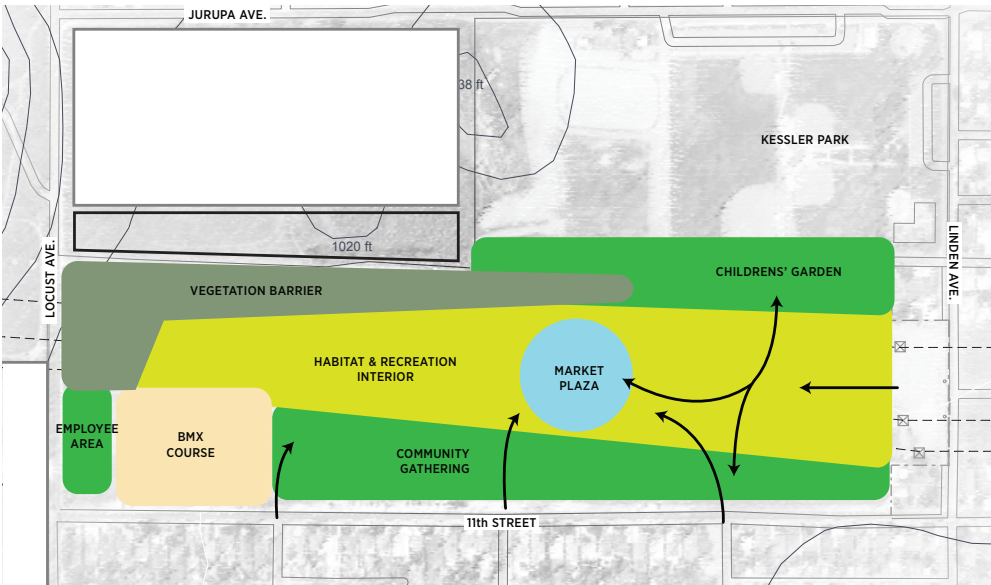 JURUPA AVE.
38 ft
KESSLER PARK
1020 ft
LOCUST AVE.
LINDEN AVE.
CHILDRENS' GARDEN
VEGETATION BARRIER
HABITAT & RECREATION
INTERIOR
MARKET
PLAZA
EMPLOYEE
AREA
BMX
COURSE
COMMUNITY
GATHERING
11th STREET